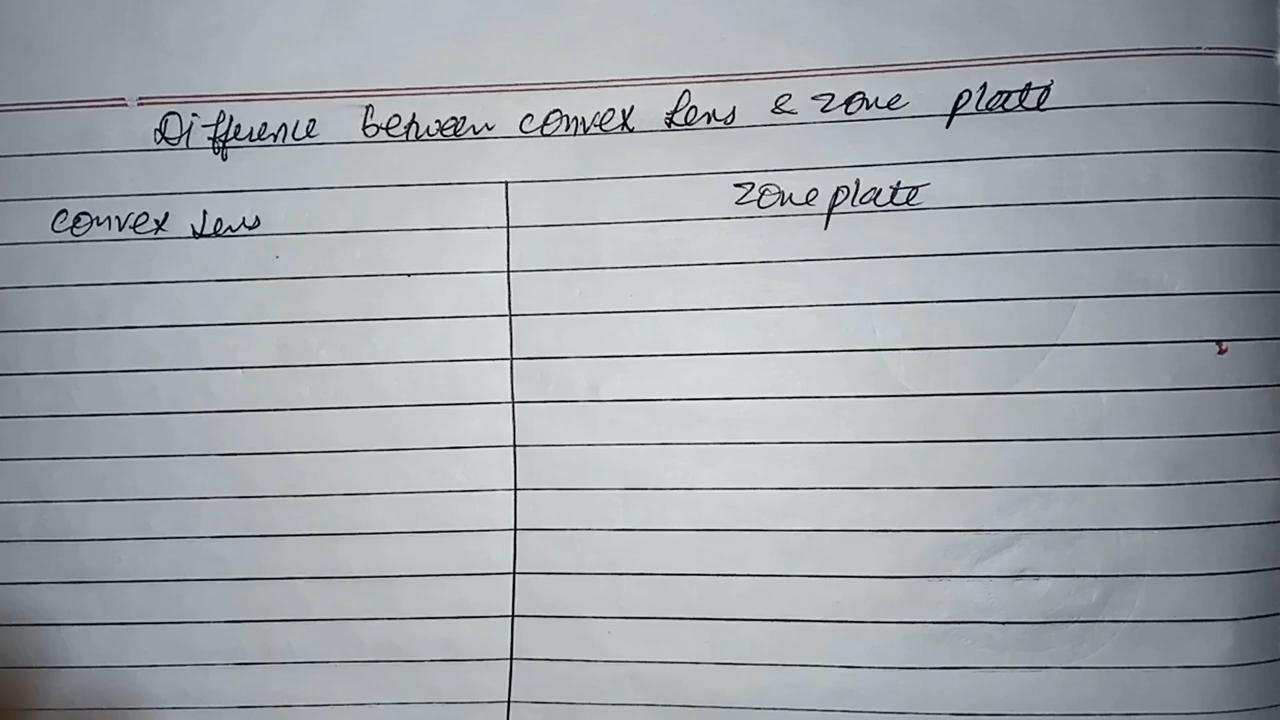 Difference between convex lens & zone plate
convex lens
zone plate